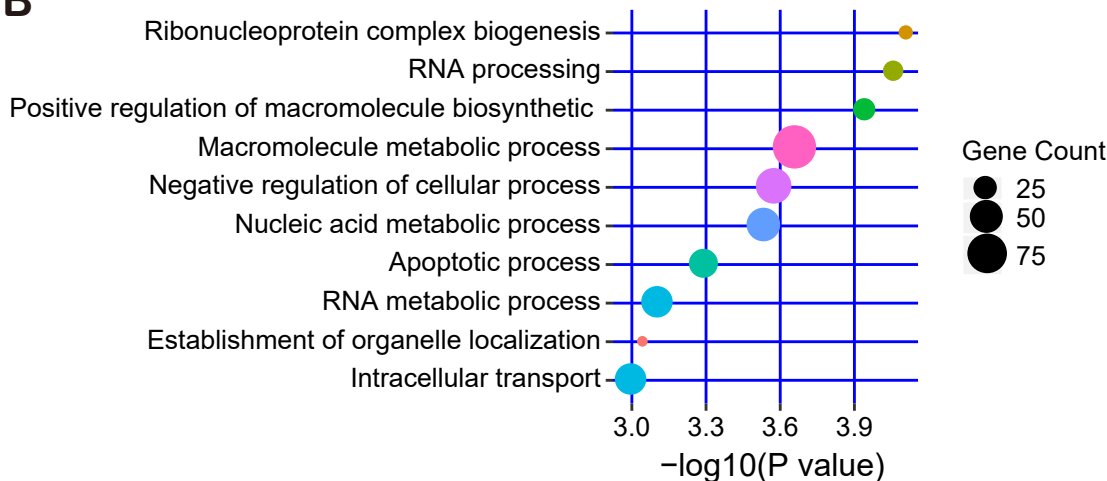 B
Ribonucleoprotein complex biogenesis
RNA processing
Positive regulation of macromolecule biosynthetic
Macromolecule metabolic process
Negative regulation of cellular process
Nucleic acid metabolic process
Apoptotic process
RNA metabolic process
Establishment of organelle localization
Intracellular transport
3.0 3.3 3.6 3.9
−log10(P value)
Gene Count
25
50
75